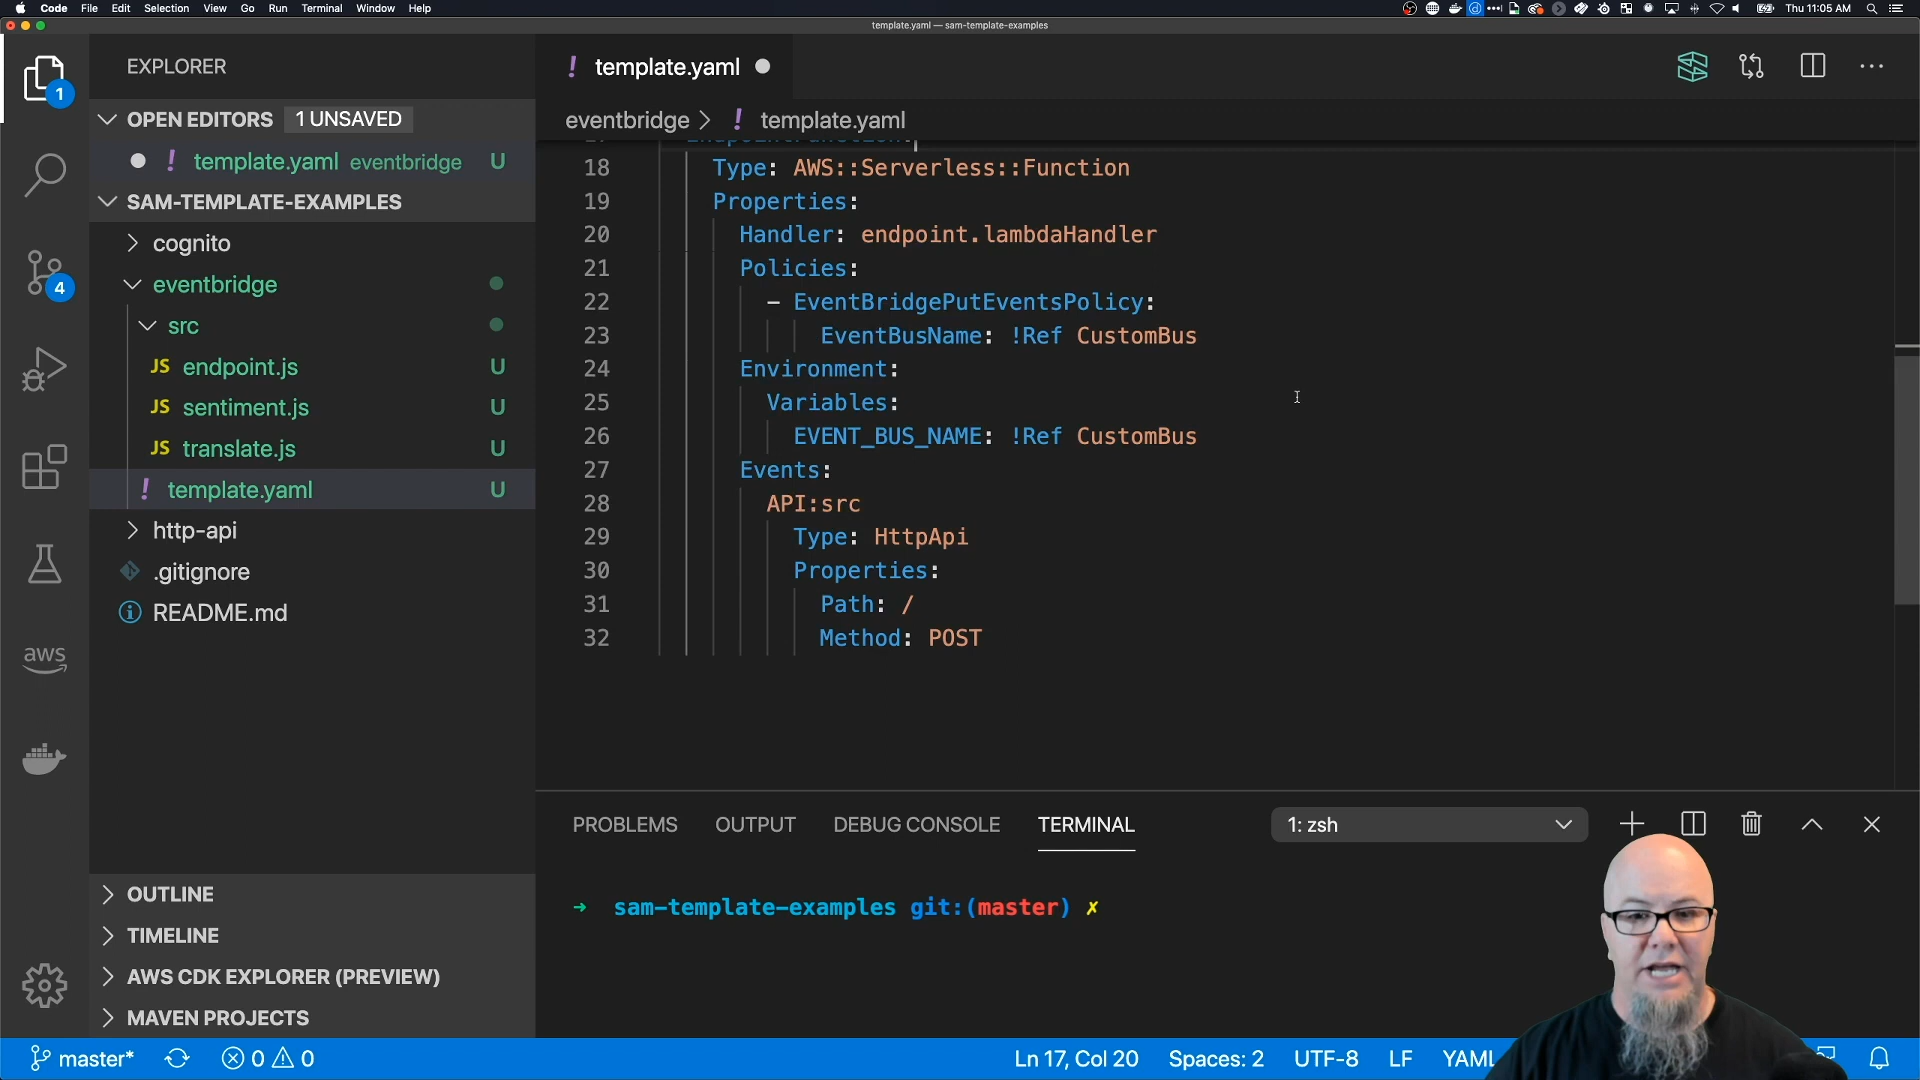 Code File Edit Selection View Go Run Terminal Window Help
Thu 11:05 AM
template.yaml — sam-template-examples
EXPLORER
OPEN EDITORS 1 UNSAVED
template.yaml eventbridge U
SAM-TEMPLATE-EXAMPLES
cognito
eventbridge
src
JS endpoint.js U
JS sentiment.js U
JS translate.js U
! template.yaml U
http-api
.gitignore
README.md
OUTLINE
TIMELINE
AWS CDK EXPLORER (PREVIEW)
MAVEN PROJECTS
1
4
aws
! template.yaml
eventbridge > ! template.yaml
18 Type: AWS::Serverless::Function
19 Properties:
20 Handler: endpoint.lambdaHandler
21 Policies:
22 - EventBridgePutEventsPolicy:
23 EventBusName: !Ref CustomBus
24 Environment:
25 Variables:
26 EVENT_BUS_NAME: !Ref CustomBus
27 Events:
28 API:src
29 Type: HttpApi
30 Properties:
31 Path: /
32 Method: POST
PROBLEMS OUTPUT DEBUG CONSOLE TERMINAL 1: zsh
→ sam-template-examples git:(master) ✗
master* 0 0 Ln 17, Col 20 Spaces: 2 UTF-8 LF YAML